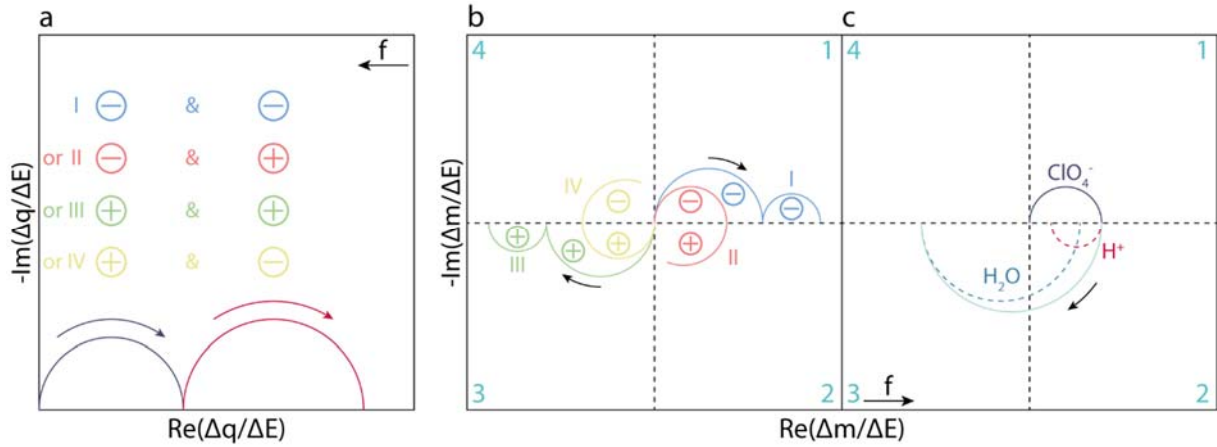 a
f
I ⊖ & ⊖
or II ⊖ & ⊕
or III ⊕ & ⊕
or IV ⊕ & ⊖
-Im(Δq/ΔE)
Re(Δq/ΔE)
b
4 1
IV I
⊖ ⊖ ⊖ ⊖
⊕ ⊕ ⊕ ⊕
III II
3 2
-Im(Δm/ΔE)
Re(Δm/ΔE)
c
4 1
ClO₄⁻
H⁺
H₂O
3 f 2